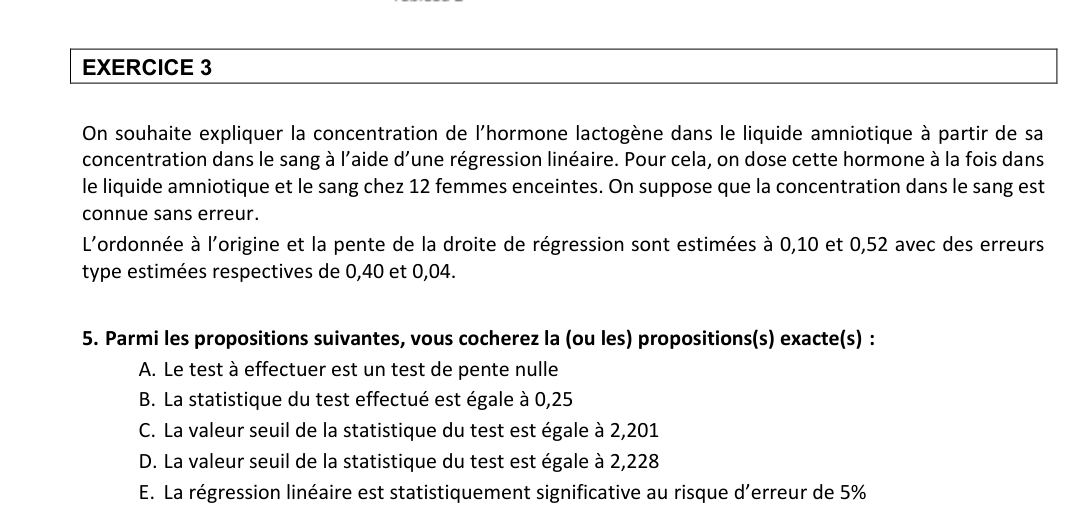 EXERCICE 3
On souhaite expliquer la concentration de l’hormone lactogène dans le liquide amniotique à partir de sa
concentration dans le sang à l’aide d’une régression linéaire. Pour cela, on dose cette hormone à la fois dans
le liquide amniotique et le sang chez 12 femmes enceintes. On suppose que la concentration dans le sang est
connue sans erreur.
L’ordonnée à l’origine et la pente de la droite de régression sont estimées à 0,10 et 0,52 avec des erreurs
type estimées respectives de 0,40 et 0,04.
5. Parmi les propositions suivantes, vous cocherez la (ou les) propositions(s) exacte(s) :
A. Le test à effectuer est un test de pente nulle
B. La statistique du test effectué est égale à 0,25
C. La valeur seuil de la statistique du test est égale à 2,201
D. La valeur seuil de la statistique du test est égale à 2,228
E. La régression linéaire est statistiquement significative au risque d’erreur de 5%